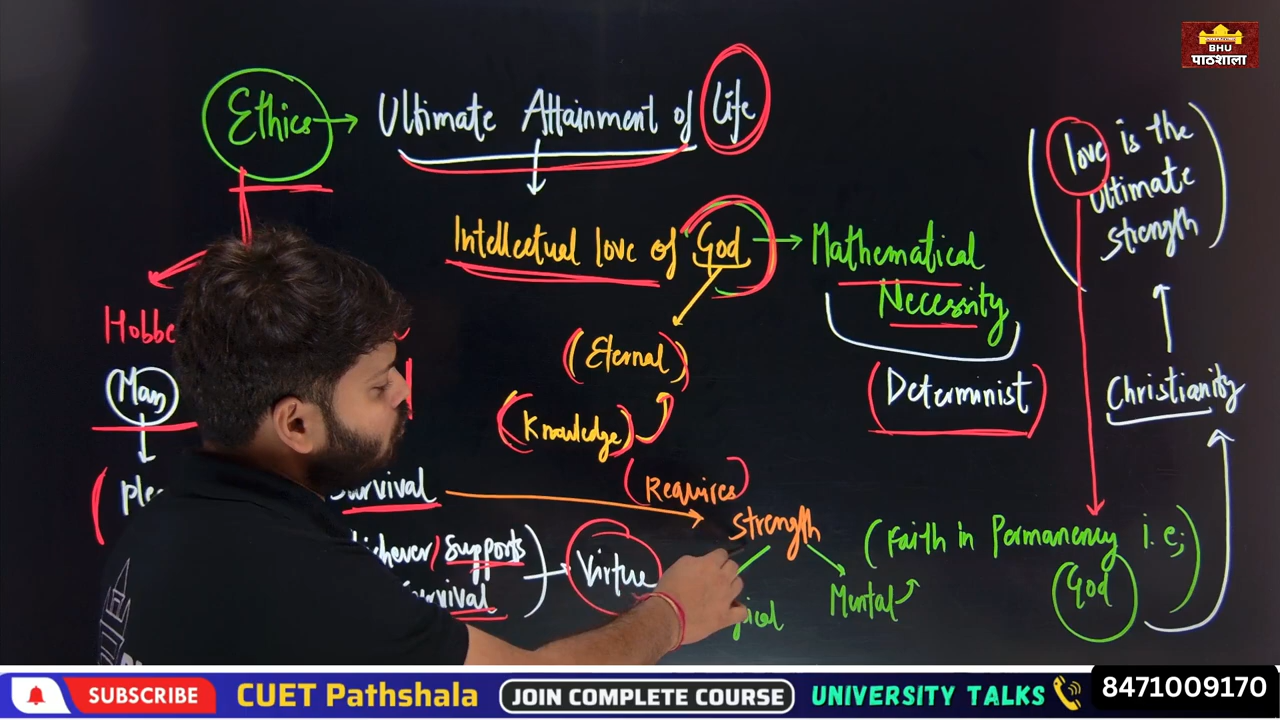 BHU
पाठशाला
Ethics → Ultimate Attainment of Life
Intellectual love of God → Mathematical
Necessity
(Determinist)
(Eternal)
(Knowledge)
(love is the
Ultimate
strength)
Christianity
Man
Survival
(Requires)
Strength
Supports
Survival
→ Virtue
Mental
(Faith in Permanency i.e;
God)
SUBSCRIBE
CUET Pathshala
JOIN COMPLETE COURSE
UNIVERSITY TALKS
8471009170